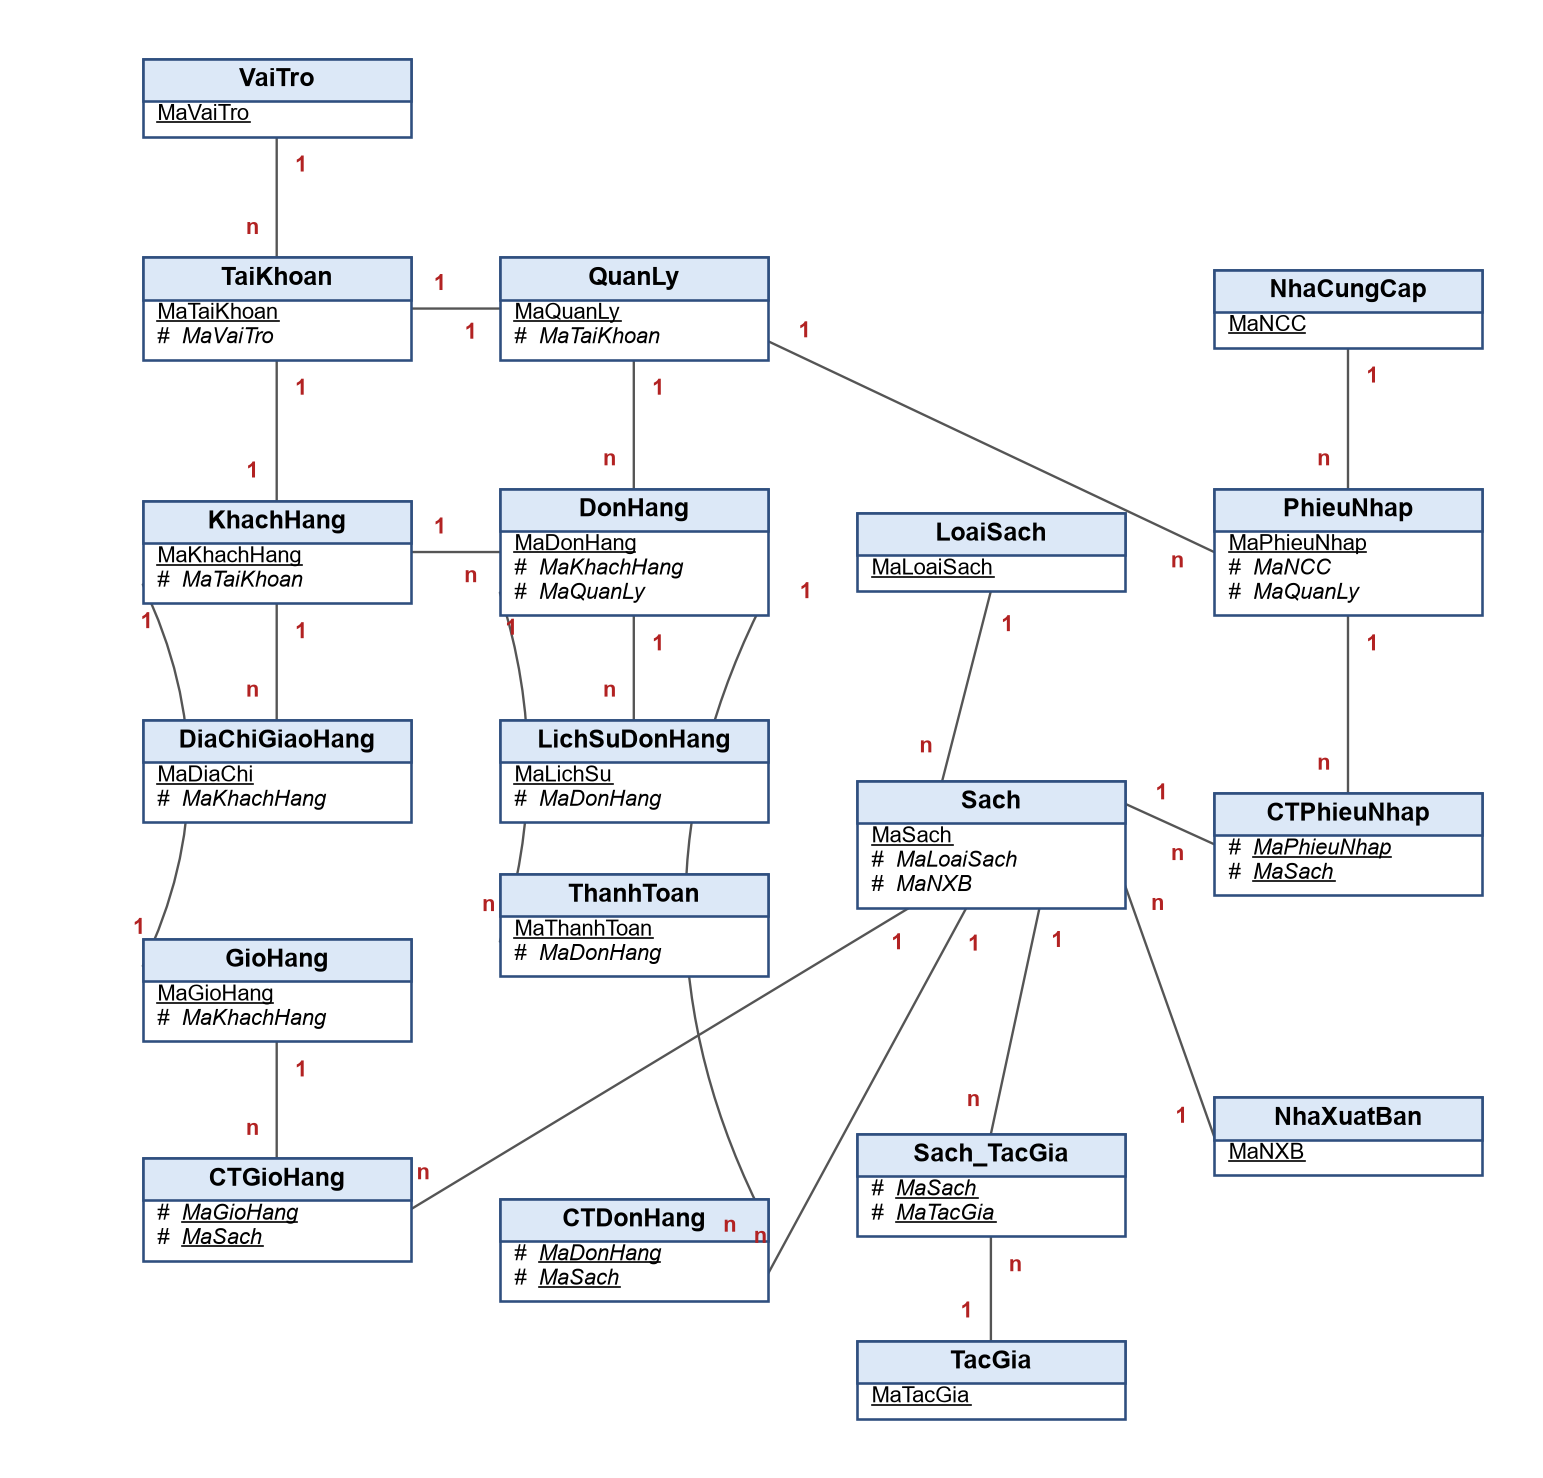 VaiTro
MaVaiTro
1
n
TaiKhoan
MaTaiKhoan
# MaVaiTro
1
1
QuanLy
MaQuanLy
# MaTaiKhoan
1
NhaCungCap
MaNCC
1
1
1
1
n
n
KhachHang
MaKhachHang
# MaTaiKhoan
1
n
DonHang
MaDonHang
# MaKhachHang
# MaQuanLy
LoaiSach
MaLoaiSach
PhieuNhap
MaPhieuNhap
# MaNCC
# MaQuanLy
n
1
1
1
1
1
1
1
n
n
n
n
DiaChiGiaoHang
MaDiaChi
# MaKhachHang
LichSuDonHang
MaLichSu
# MaDonHang
Sach
MaSach
# MaLoaiSach
# MaNXB
1
n
CTPhieuNhap
# MaPhieuNhap
# MaSach
n
ThanhToan
MaThanhToan
# MaDonHang
n
1
1
1
1
GioHang
MaGioHang
# MaKhachHang
1
n
n
1
NhaXuatBan
MaNXB
CTGioHang
# MaGioHang
# MaSach
n
Sach_TacGia
# MaSach
# MaTacGia
CTDonHang
# MaDonHang
# MaSach
n
n
n
1
TacGia
MaTacGia